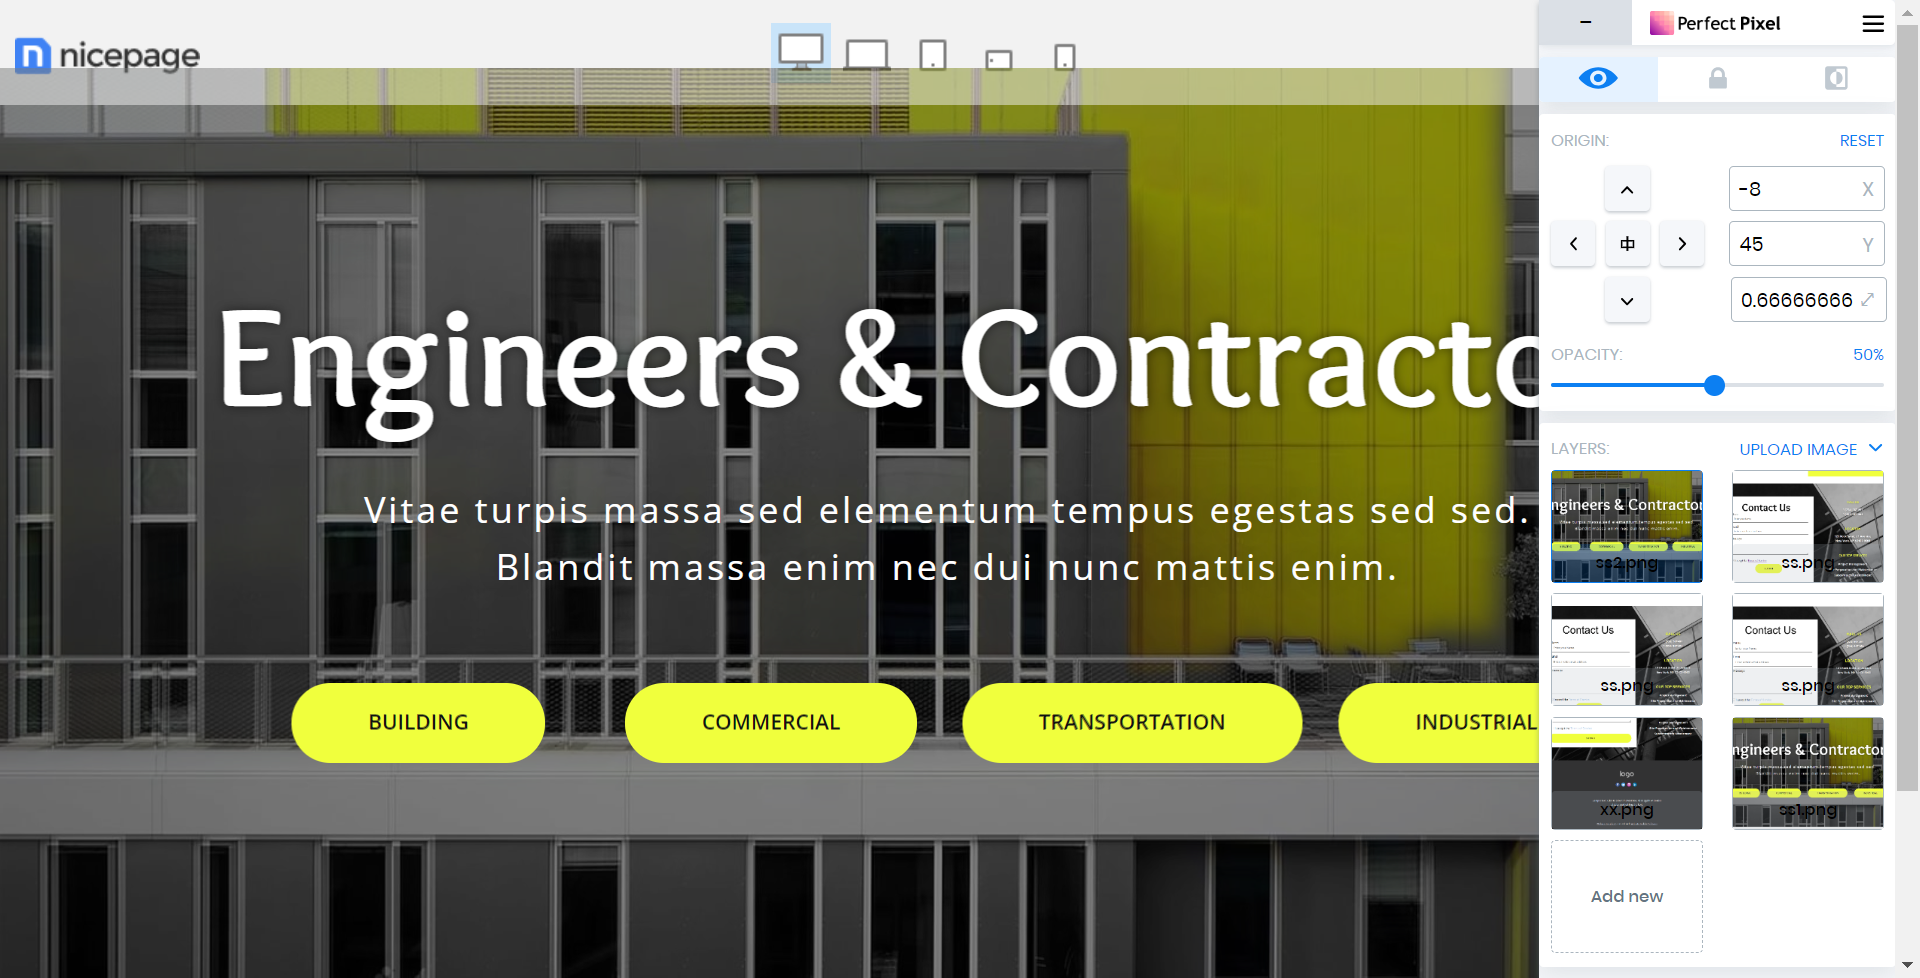 nicepage
Perfect Pixel
ORIGIN:
RESET
-8 X
45 Y
0.66666666
OPACITY:
50%
LAYERS:
UPLOAD IMAGE
Engineers & Contracto
Vitae turpis massa sed elementum tempus egestas sed sed.
Blandit massa enim nec dui nunc mattis enim.
BUILDING
COMMERCIAL
TRANSPORTATION
INDUSTRIAL
ngineers & Contractor
ss2.png
Contact Us
ss.png
Contact Us
ss.png
Contact Us
ss.png
logo
xx.png
ngineers & Contractor
ss1.png
Add new